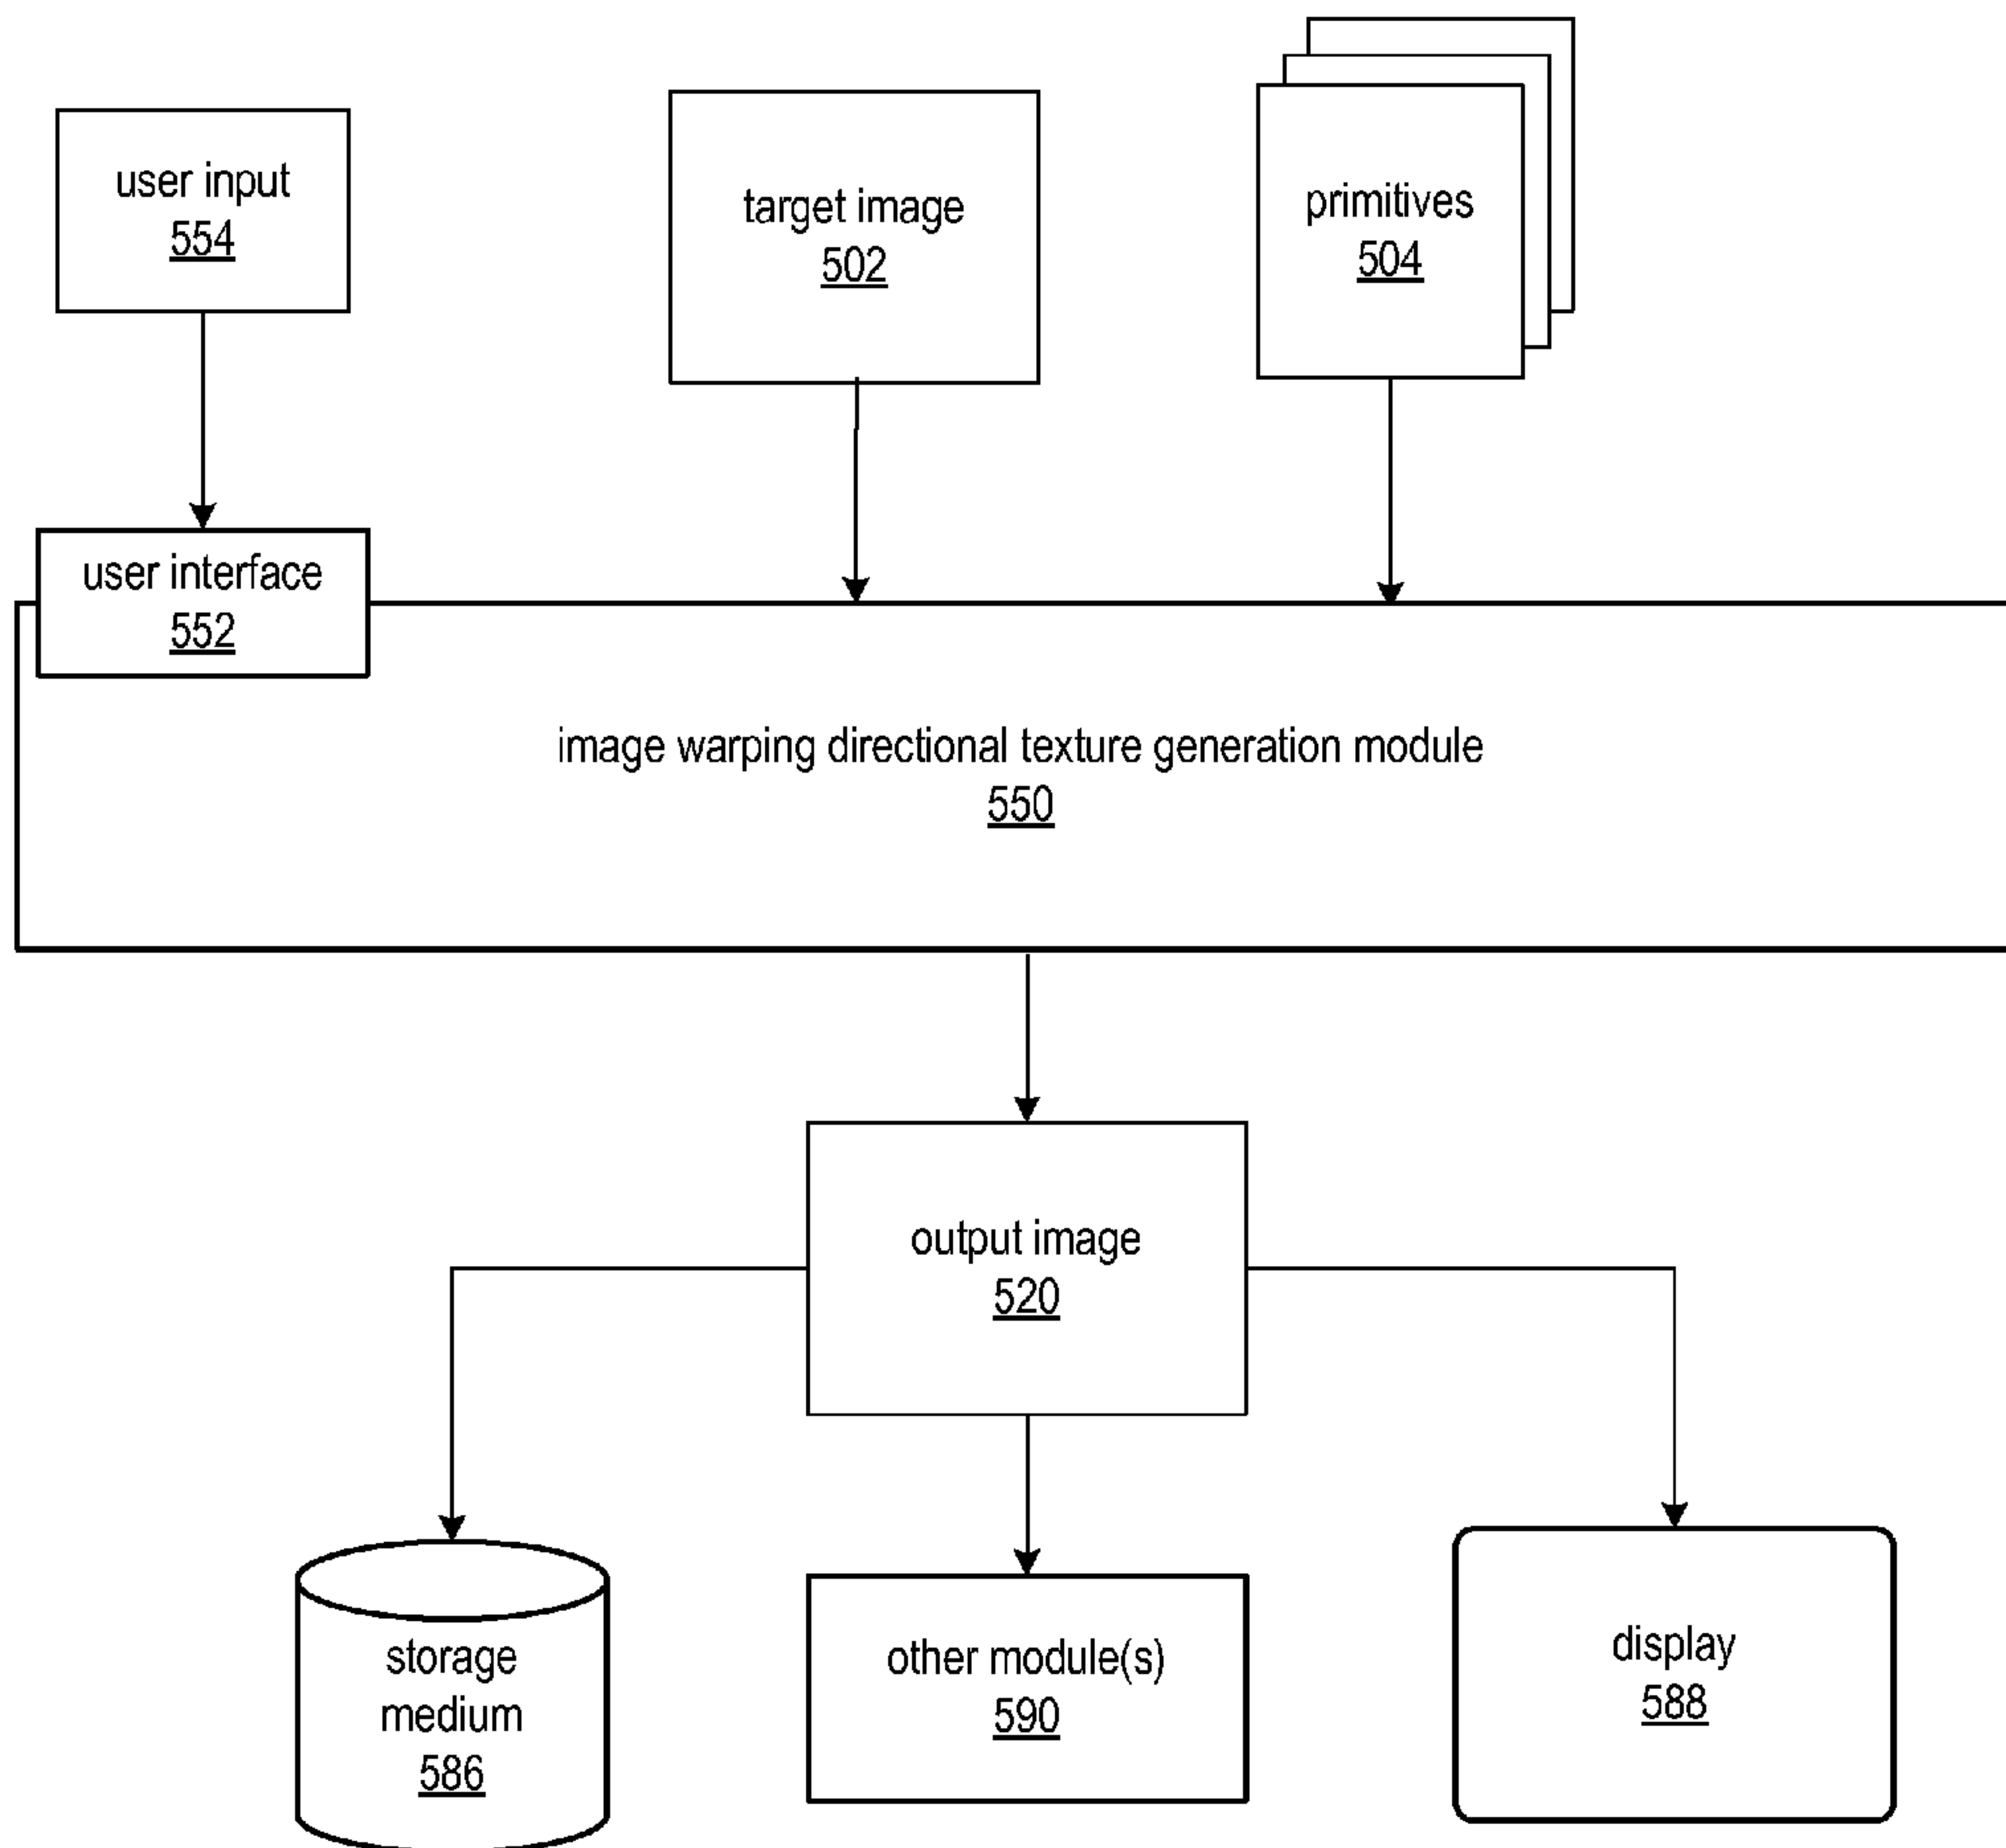 user input
554
target image
502
primitives
504
user interface
552
image warping directional texture generation module
550
output image
520
storage
medium
586
other module(s)
590
display
588